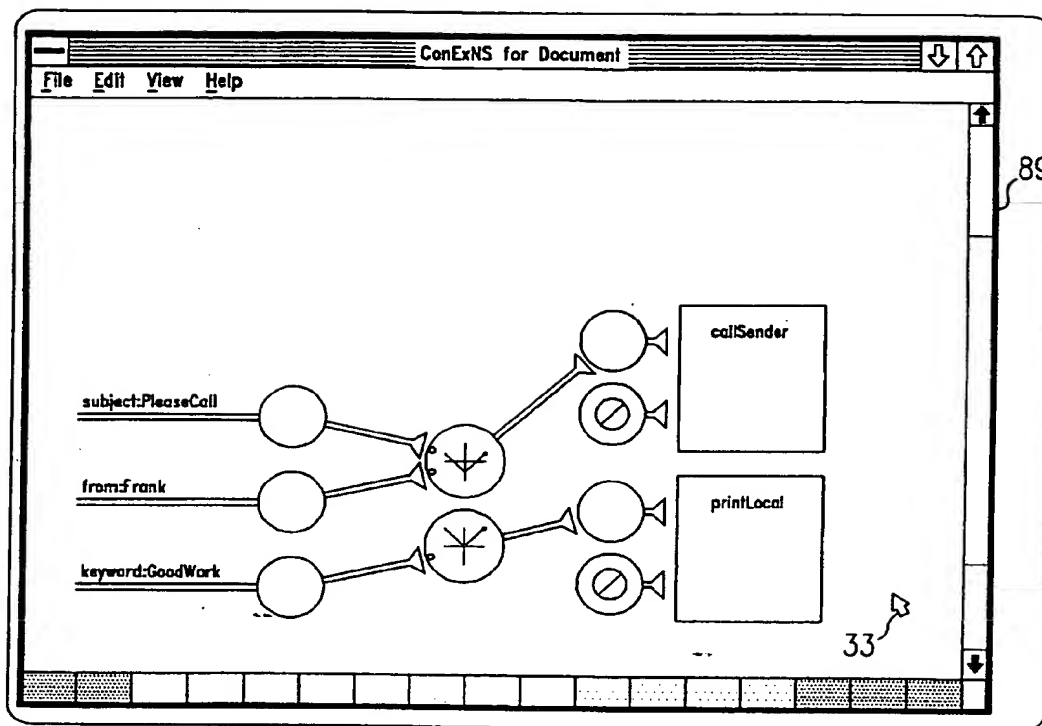 ConExNS for Document
File Edit View Help
89
callSender
subject:PleaseCall
from:Frank
printLocal
keyword:GoodWork
33